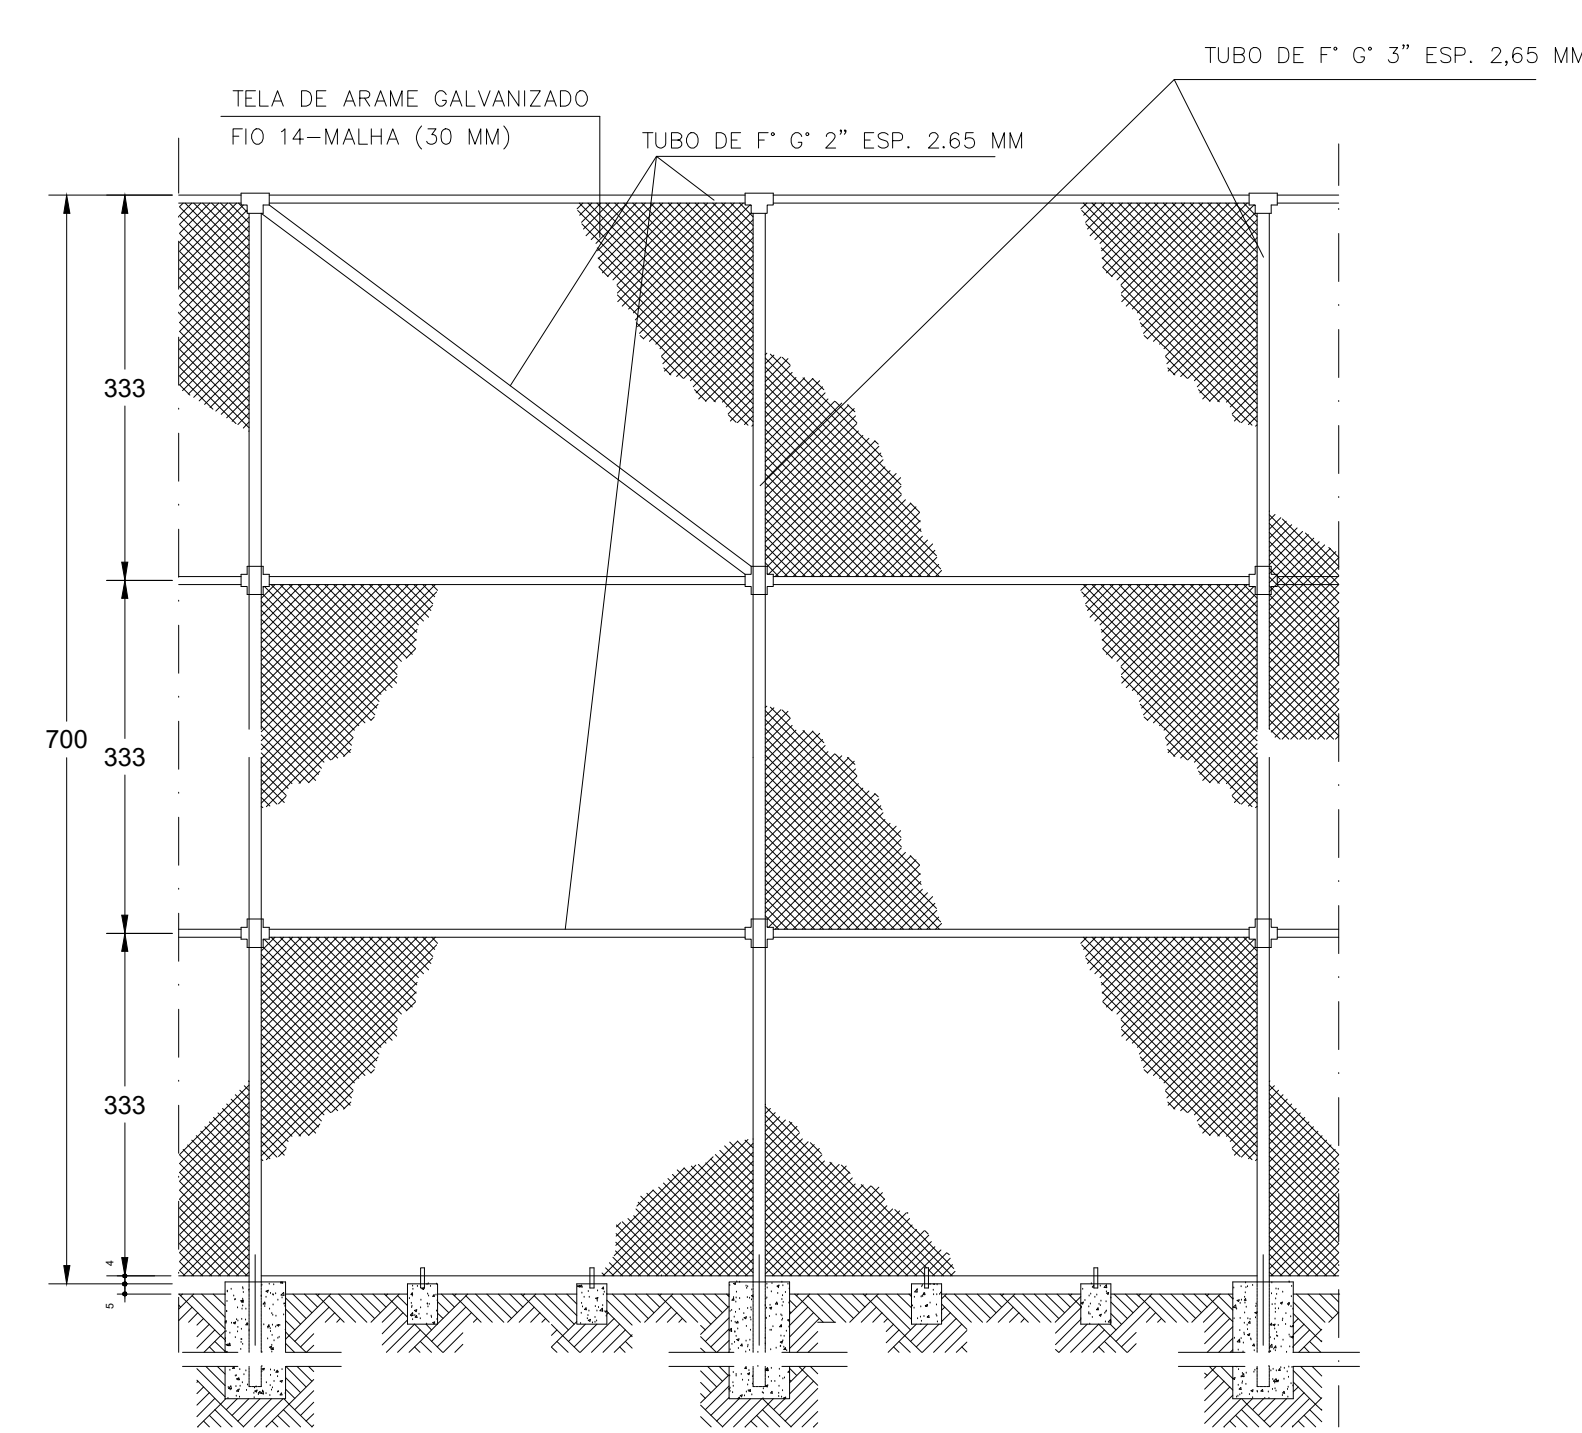 TUBO DE F° G° 3” ESP. 2,65 MM
TELA DE ARAME GALVANIZADO
FIO 14-MALHA (30 MM)
TUBO DE F° G° 2” ESP. 2.65 MM
333
700
333
333
4
5